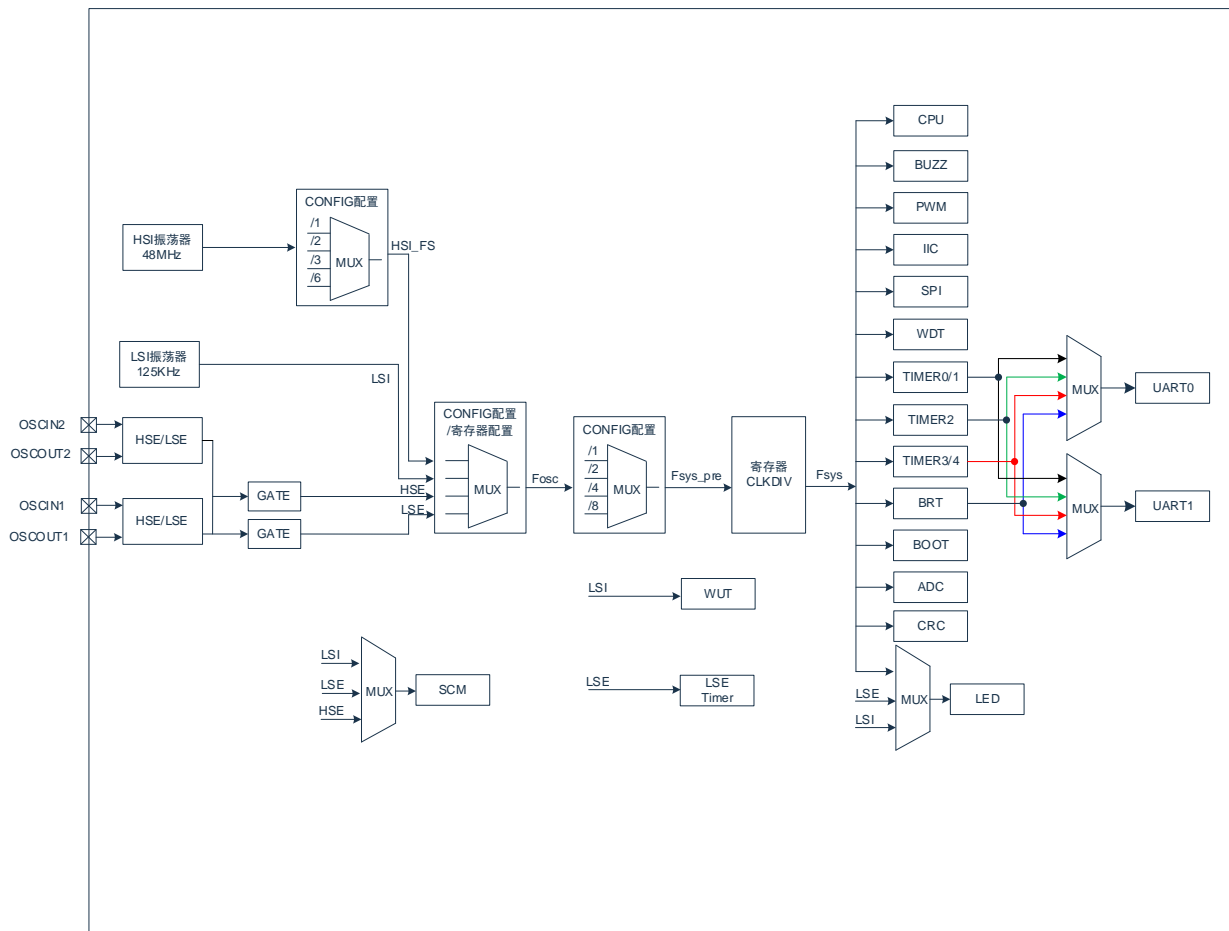 CPU
BUZZ
PWM
IIC
SPI
WDT
TIMER0/1
TIMER2
TIMER3/4
BRT
BOOT
ADC
CRC
CONFIG配置
/1
/2
/3
/6
MUX
HSI_FS
HSI振荡器
48MHz
LSI振荡器
125KHz
LSI
OSCIN2
OSCOUT2
HSE/LSE
OSCIN1
OSCOUT1
HSE/LSE
GATE
GATE
HSE
LSE
CONFIG配置
/寄存器配置
MUX
Fosc
CONFIG配置
/1
/2
/4
/8
MUX
Fsys_pre
寄存器
CLKDIV
Fsys
MUX
UART0
MUX
UART1
LSI
WUT
LSI
LSE
HSE
MUX
SCM
LSE
LSE
Timer
LSE
LSI
MUX
LED